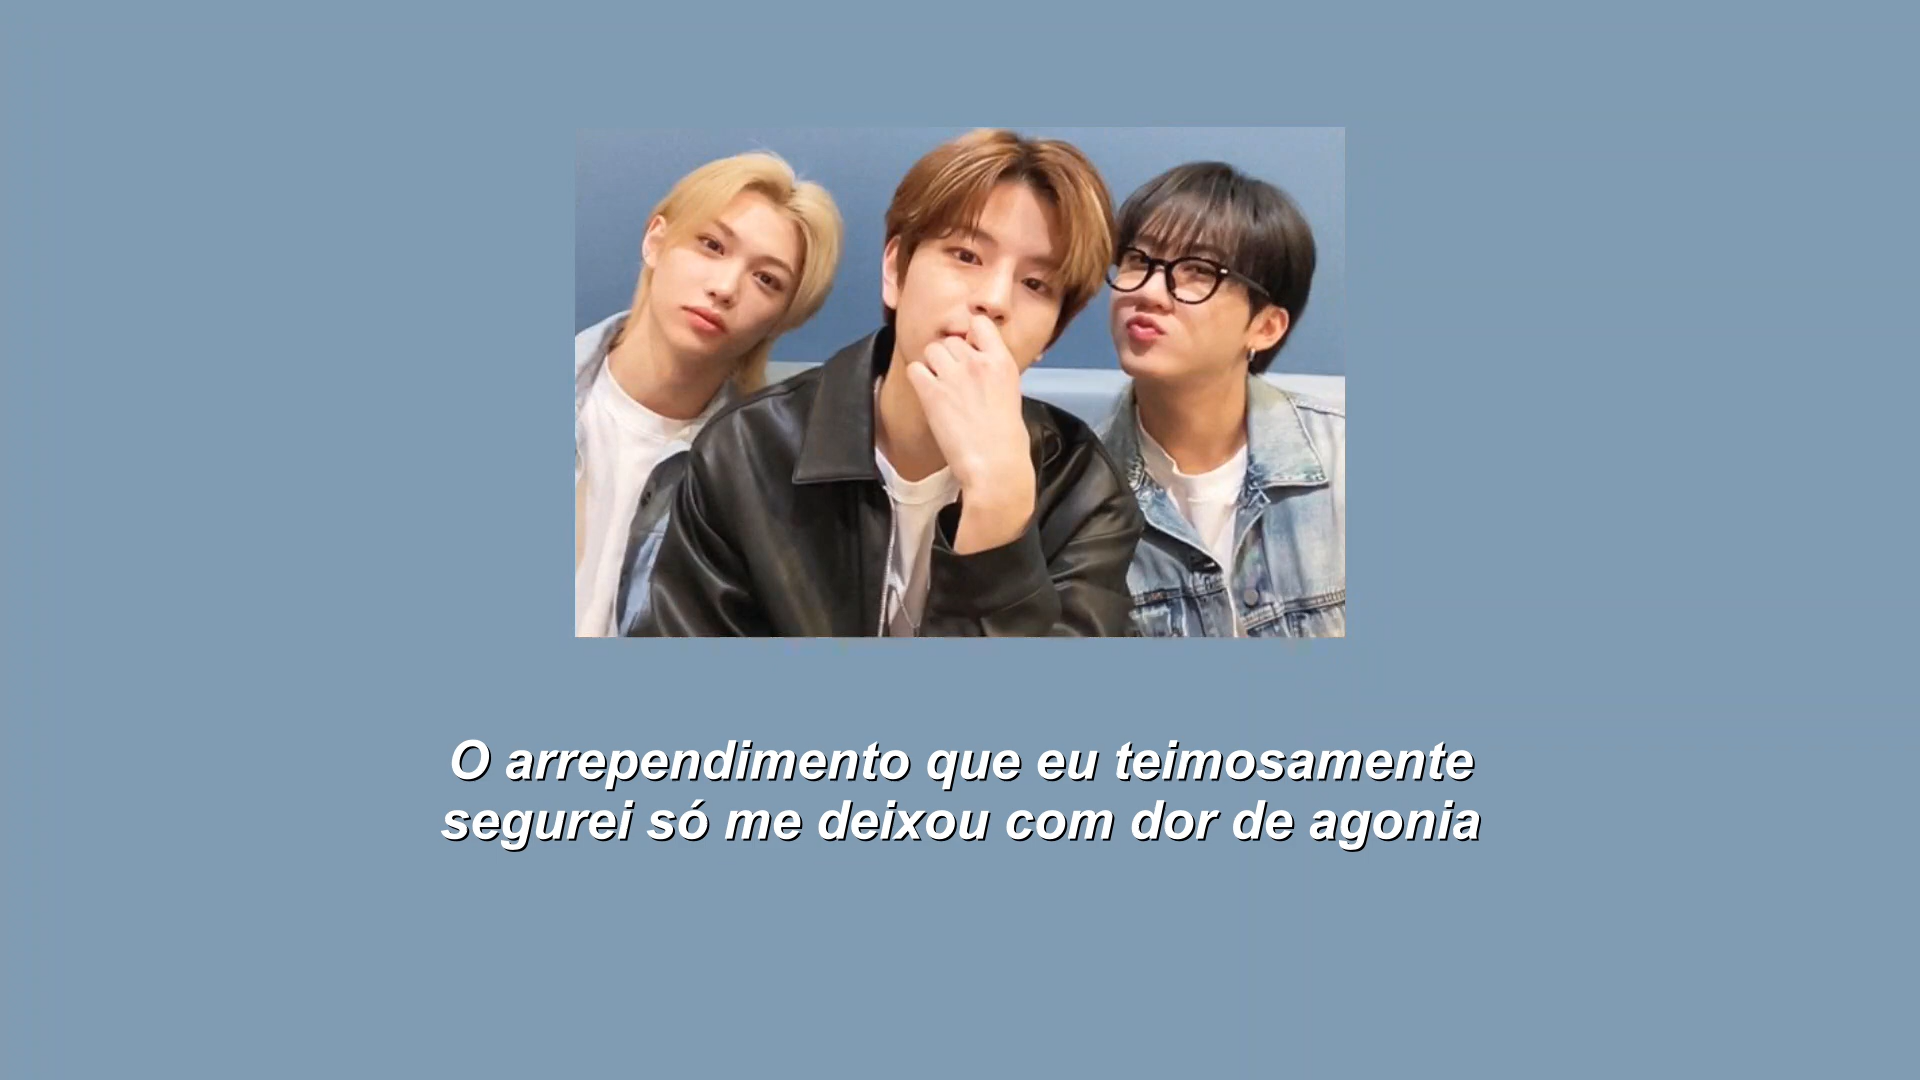 O arrependimento que eu teimosamente
segurei só me deixou com dor de agonia